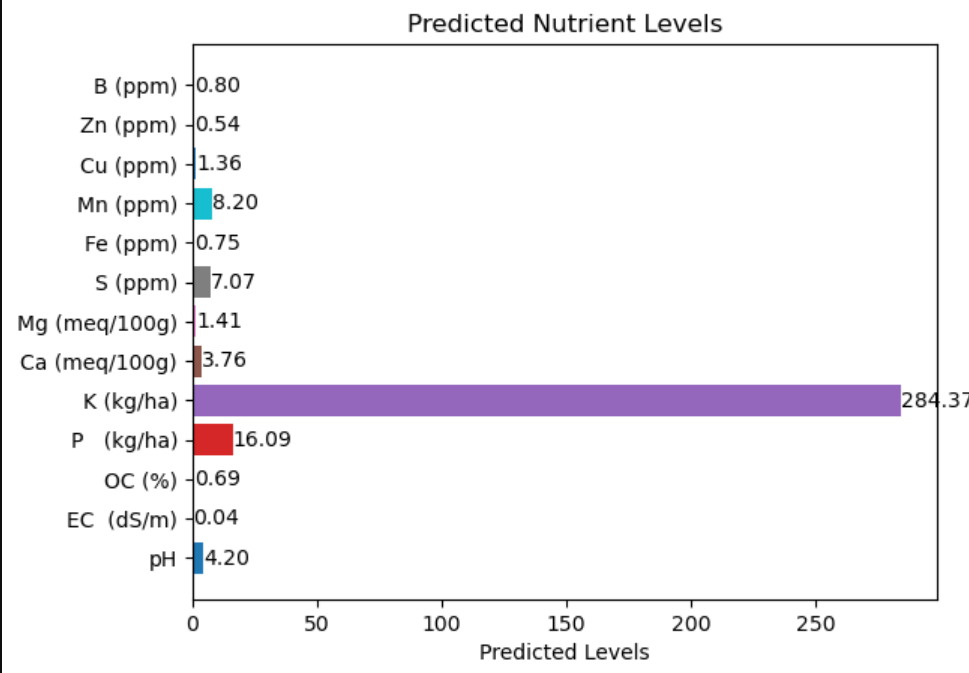 Predicted Nutrient Levels
B (ppm) 0.80
Zn (ppm) 0.54
Cu (ppm) 1.36
Mn (ppm) 8.20
Fe (ppm) 0.75
S (ppm) 7.07
Mg (meq/100g) 1.41
Ca (meq/100g) 3.76
K (kg/ha) 284.37
P (kg/ha) 16.09
OC (%) 0.69
EC (dS/m) 0.04
pH 4.20
0 50 100 150 200 250
Predicted Levels